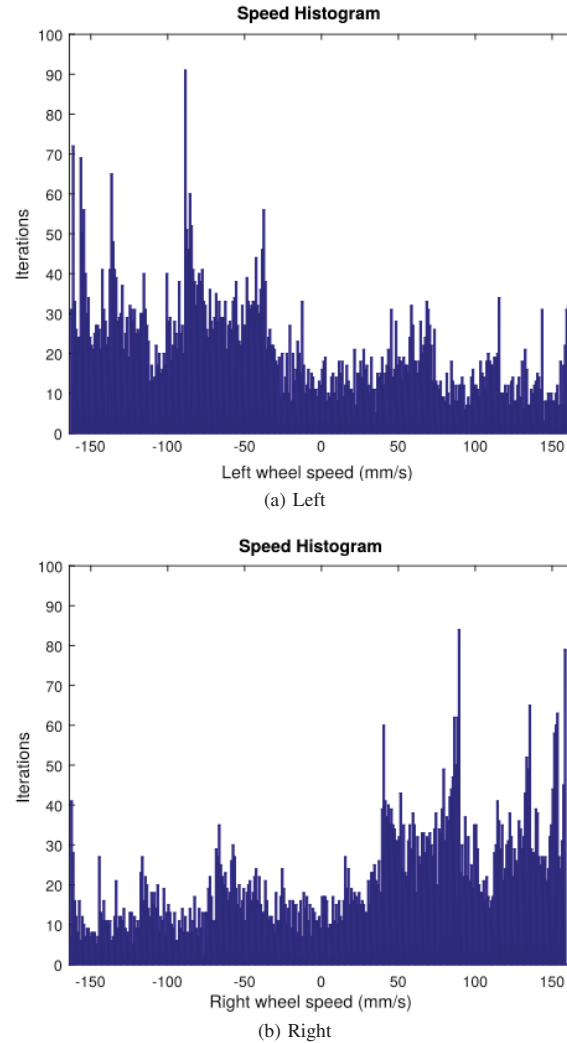 Speed Histogram
100
90
80
70
60
50
40
30
20
10
0
Iterations
-150 -100 -50 0 50 100 150
Left wheel speed (mm/s)
(a) Left
Speed Histogram
100
90
80
70
60
50
40
30
20
10
0
Iterations
-150 -100 -50 0 50 100 150
Right wheel speed (mm/s)
(b) Right